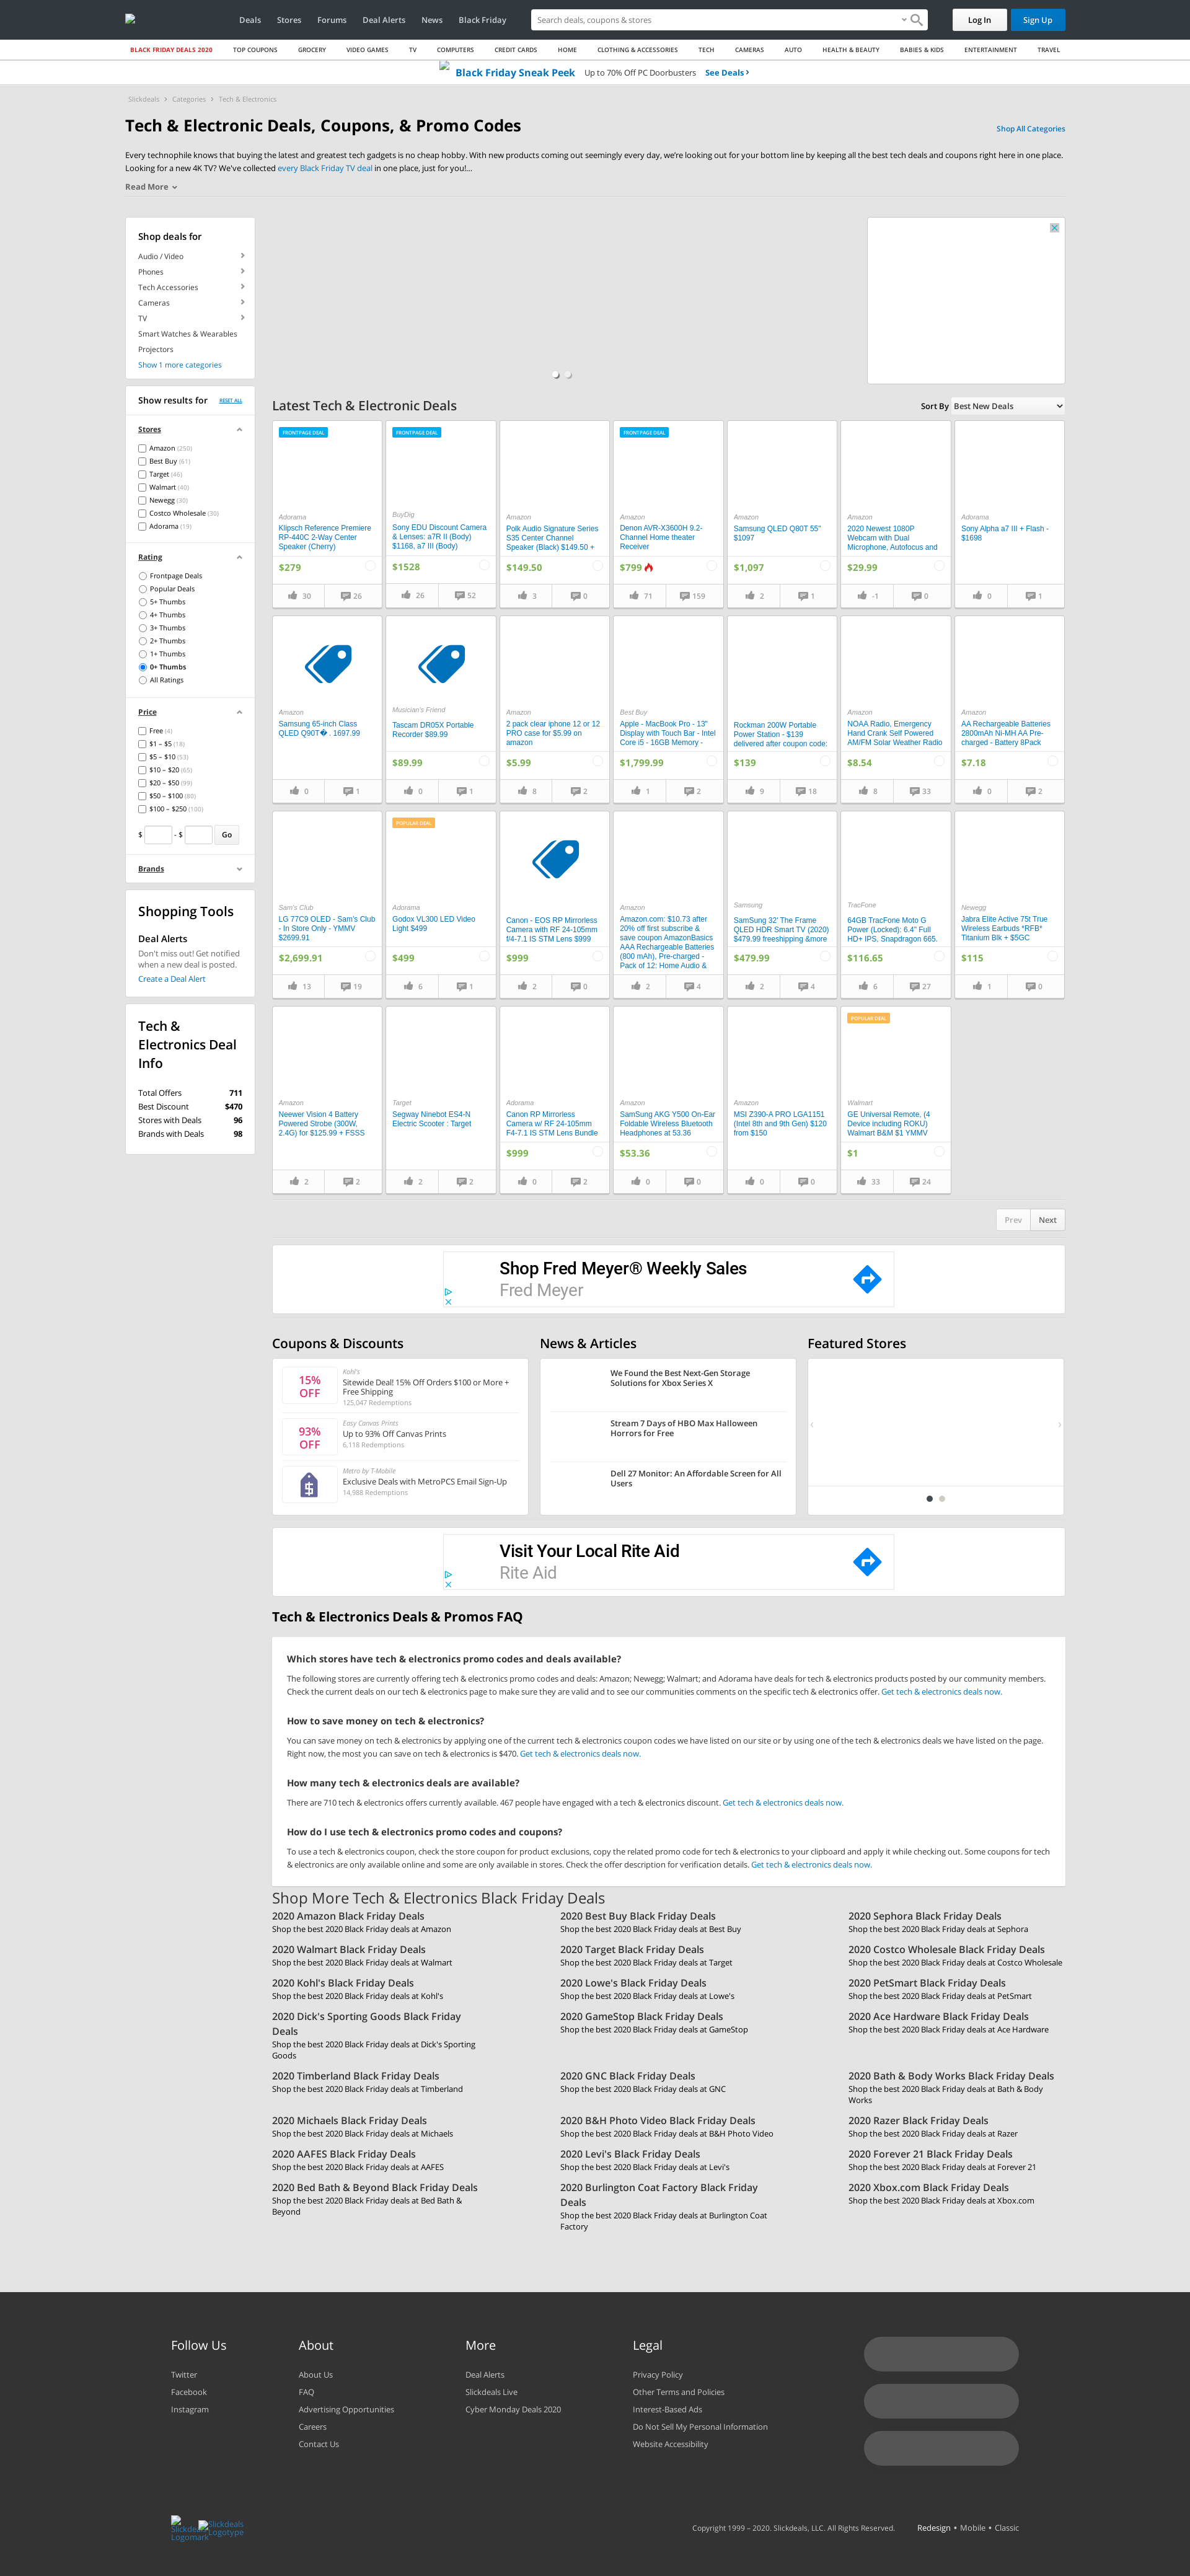 Deals Stores Forums Deal Alerts News Black Friday Search deals, coupons & stores Log In Sign Up
BLACK FRIDAY DEALS 2020 TOP COUPONS GROCERY VIDEO GAMES TV COMPUTERS CREDIT CARDS HOME CLOTHING & ACCESSORIES TECH CAMERAS AUTO HEALTH & BEAUTY BABIES & KIDS ENTERTAINMENT TRAVEL
Black Friday Sneak Peek Up to 70% Off PC Doorbusters See Deals
Slickdeals Categories Tech & Electronics
Tech & Electronic Deals, Coupons, & Promo Codes
Shop All Categories
Every technophile knows that buying the latest and greatest tech gadgets is no cheap hobby. With new products coming out seemingly every day, we're looking out for your bottom line by keeping all the best tech deals and coupons right here in one place.
Looking for a new 4K TV? We've collected every Black Friday TV deal in one place, just for you!...
Read More
Shop deals for
Audio / Video
Phones
Tech Accessories
Cameras
TV
Smart Watches & Wearables
Projectors
Show 1 more categories
Show results for RESET ALL
Stores
Amazon (250)
Best Buy (61)
Target (46)
Walmart (40)
Newegg (30)
Costco Wholesale (30)
Adorama (19)
Rating
Frontpage Deals
Popular Deals
5+ Thumbs
4+ Thumbs
3+ Thumbs
2+ Thumbs
1+ Thumbs
0+ Thumbs
All Ratings
Price
Free (4)
$1 – $5 (18)
$5 – $10 (53)
$10 – $20 (65)
$20 – $50 (99)
$50 – $100 (80)
$100 – $250 (100)
$ - $ Go
Brands
Shopping Tools
Deal Alerts
Don't miss out! Get notified
when a new deal is posted.
Create a Deal Alert
Tech &
Electronics Deal
Info
Total Offers 711
Best Discount $470
Stores with Deals 96
Brands with Deals 98
Latest Tech & Electronic Deals
Sort By Best New Deals
FRONTPAGE DEAL
Adorama
Klipsch Reference Premiere
RP-440C 2-Way Center
Speaker (Cherry)
$279
30 26
FRONTPAGE DEAL
BuyDig
Sony EDU Discount Camera
& Lenses: a7R II (Body)
$1168, a7 III (Body)
$1528
26 52
Amazon
Polk Audio Signature Series
S35 Center Channel
Speaker (Black) $149.50 +
$149.50
3 0
FRONTPAGE DEAL
Amazon
Denon AVR-X3600H 9.2-
Channel Home theater
Receiver
$799
71 159
Amazon
Samsung QLED Q80T 55"
$1097
$1,097
2 1
Amazon
2020 Newest 1080P
Webcam with Dual
Microphone, Autofocus and
$29.99
-1 0
Adorama
Sony Alpha a7 III + Flash -
$1698
0 1
Amazon
Samsung 65-inch Class
QLED Q90T� . 1697.99
0 1
Musician's Friend
Tascam DR05X Portable
Recorder $89.99
$89.99
0 1
Amazon
2 pack clear iphone 12 or 12
PRO case for $5.99 on
amazon
$5.99
8 2
Best Buy
Apple - MacBook Pro - 13"
Display with Touch Bar - Intel
Core i5 - 16GB Memory -
$1,799.99
1 2
Rockman 200W Portable
Power Station - $139
delivered after coupon code:
$139
9 18
Amazon
NOAA Radio, Emergency
Hand Crank Self Powered
AM/FM Solar Weather Radio
$8.54
8 33
Amazon
AA Rechargeable Batteries
2800mAh Ni-MH AA Pre-
charged - Battery 8Pack
$7.18
0 2
Sam's Club
LG 77C9 OLED - Sam's Club
- In Store Only - YMMV
$2699.91
$2,699.91
13 19
POPULAR DEAL
Adorama
Godox VL300 LED Video
Light $499
$499
6 1
Canon - EOS RP Mirrorless
Camera with RF 24-105mm
f/4-7.1 IS STM Lens $999
$999
2 0
Amazon
Amazon.com: $10.73 after
20% off first subscribe &
save coupon AmazonBasics
AAA Rechargeable Batteries
(800 mAh), Pre-charged -
Pack of 12: Home Audio &
2 4
Samsung
SamSung 32' The Frame
QLED HDR Smart TV (2020)
$479.99 freeshipping &more
$479.99
2 4
TracFone
64GB TracFone Moto G
Power (Locked): 6.4" Full
HD+ IPS, Snapdragon 665.
$116.65
6 27
Newegg
Jabra Elite Active 75t True
Wireless Earbuds *RFB*
Titanium Blk + $5GC
$115
1 0
Amazon
Neewer Vision 4 Battery
Powered Strobe (300W,
2.4G) for $125.99 + FSSS
2 2
Target
Segway Ninebot ES4-N
Electric Scooter : Target
2 2
Adorama
Canon RP Mirrorless
Camera w/ RF 24-105mm
F4-7.1 IS STM Lens Bundle
$999
0 2
Amazon
SamSung AKG Y500 On-Ear
Foldable Wireless Bluetooth
Headphones at 53.36
$53.36
0 0
Amazon
MSI Z390-A PRO LGA1151
(Intel 8th and 9th Gen) $120
from $150
0 0
POPULAR DEAL
Walmart
GE Universal Remote, (4
Device including ROKU)
Walmart B&M $1 YMMV
$1
33 24
Prev Next
Shop Fred Meyer® Weekly Sales
Fred Meyer
Coupons & Discounts
15%
OFF
Kohl's
Sitewide Deal! 15% Off Orders $100 or More +
Free Shipping
125,047 Redemptions
93%
OFF
Easy Canvas Prints
Up to 93% Off Canvas Prints
6,118 Redemptions
Metro by T-Mobile
Exclusive Deals with MetroPCS Email Sign-Up
14,988 Redemptions
News & Articles
We Found the Best Next-Gen Storage
Solutions for Xbox Series X
Stream 7 Days of HBO Max Halloween
Horrors for Free
Dell 27 Monitor: An Affordable Screen for All
Users
Featured Stores
Visit Your Local Rite Aid
Rite Aid
Tech & Electronics Deals & Promos FAQ
Which stores have tech & electronics promo codes and deals available?
The following stores are currently offering tech & electronics promo codes and deals: Amazon; Newegg; Walmart; and Adorama have deals for tech & electronics products posted by our community members.
Check the current deals on our tech & electronics page to make sure they are valid and to see our communities comments on the specific tech & electronics offer. Get tech & electronics deals now.
How to save money on tech & electronics?
You can save money on tech & electronics by applying one of the current tech & electronics coupon codes we have listed on our site or by using one of the tech & electronics deals we have listed on the page.
Right now, the most you can save on tech & electronics is $470. Get tech & electronics deals now.
How many tech & electronics deals are available?
There are 710 tech & electronics offers currently available. 467 people have engaged with a tech & electronics discount. Get tech & electronics deals now.
How do I use tech & electronics promo codes and coupons?
To use a tech & electronics coupon, check the store coupon for product exclusions, copy the related promo code for tech & electronics to your clipboard and apply it while checking out. Some coupons for tech
& electronics are only available online and some are only available in stores. Check the offer description for verification details. Get tech & electronics deals now.
Shop More Tech & Electronics Black Friday Deals
2020 Amazon Black Friday Deals
Shop the best 2020 Black Friday deals at Amazon
2020 Best Buy Black Friday Deals
Shop the best 2020 Black Friday deals at Best Buy
2020 Sephora Black Friday Deals
Shop the best 2020 Black Friday deals at Sephora
2020 Walmart Black Friday Deals
Shop the best 2020 Black Friday deals at Walmart
2020 Target Black Friday Deals
Shop the best 2020 Black Friday deals at Target
2020 Costco Wholesale Black Friday Deals
Shop the best 2020 Black Friday deals at Costco Wholesale
2020 Kohl's Black Friday Deals
Shop the best 2020 Black Friday deals at Kohl's
2020 Lowe's Black Friday Deals
Shop the best 2020 Black Friday deals at Lowe's
2020 PetSmart Black Friday Deals
Shop the best 2020 Black Friday deals at PetSmart
2020 Dick's Sporting Goods Black Friday
Deals
Shop the best 2020 Black Friday deals at Dick's Sporting
Goods
2020 GameStop Black Friday Deals
Shop the best 2020 Black Friday deals at GameStop
2020 Ace Hardware Black Friday Deals
Shop the best 2020 Black Friday deals at Ace Hardware
2020 Timberland Black Friday Deals
Shop the best 2020 Black Friday deals at Timberland
2020 GNC Black Friday Deals
Shop the best 2020 Black Friday deals at GNC
2020 Bath & Body Works Black Friday Deals
Shop the best 2020 Black Friday deals at Bath & Body
Works
2020 Michaels Black Friday Deals
Shop the best 2020 Black Friday deals at Michaels
2020 B&H Photo Video Black Friday Deals
Shop the best 2020 Black Friday deals at B&H Photo Video
2020 Razer Black Friday Deals
Shop the best 2020 Black Friday deals at Razer
2020 AAFES Black Friday Deals
Shop the best 2020 Black Friday deals at AAFES
2020 Levi's Black Friday Deals
Shop the best 2020 Black Friday deals at Levi's
2020 Forever 21 Black Friday Deals
Shop the best 2020 Black Friday deals at Forever 21
2020 Bed Bath & Beyond Black Friday Deals
Shop the best 2020 Black Friday deals at Bed Bath &
Beyond
2020 Burlington Coat Factory Black Friday
Deals
Shop the best 2020 Black Friday deals at Burlington Coat
Factory
2020 Xbox.com Black Friday Deals
Shop the best 2020 Black Friday deals at Xbox.com
Follow Us
Twitter
Facebook
Instagram
About
About Us
FAQ
Advertising Opportunities
Careers
Contact Us
More
Deal Alerts
Slickdeals Live
Cyber Monday Deals 2020
Legal
Privacy Policy
Other Terms and Policies
Interest-Based Ads
Do Not Sell My Personal Information
Website Accessibility
Slickdeals
Logomark
Slickdeals
Logotype
Copyright 1999 – 2020. Slickdeals, LLC. All Rights Reserved. Redesign • Mobile • Classic